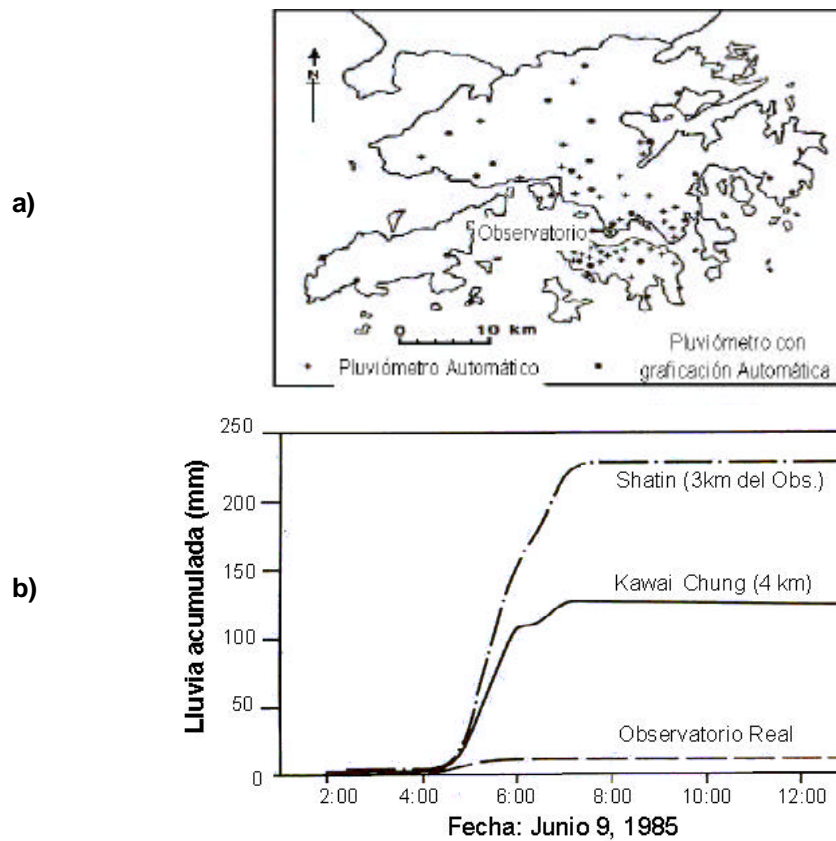 a)
N
Observatorio
0 10 km
Pluviómetro Automático
Pluviómetro con
graficación Automática
b)
Lluvia acumulada (mm)
250
200
150
100
50
0
Shatin (3km del Obs.)
Kawai Chung (4 km)
Observatorio Real
2:00 4:00 6:00 8:00 10:00 12:00
Fecha: Junio 9, 1985